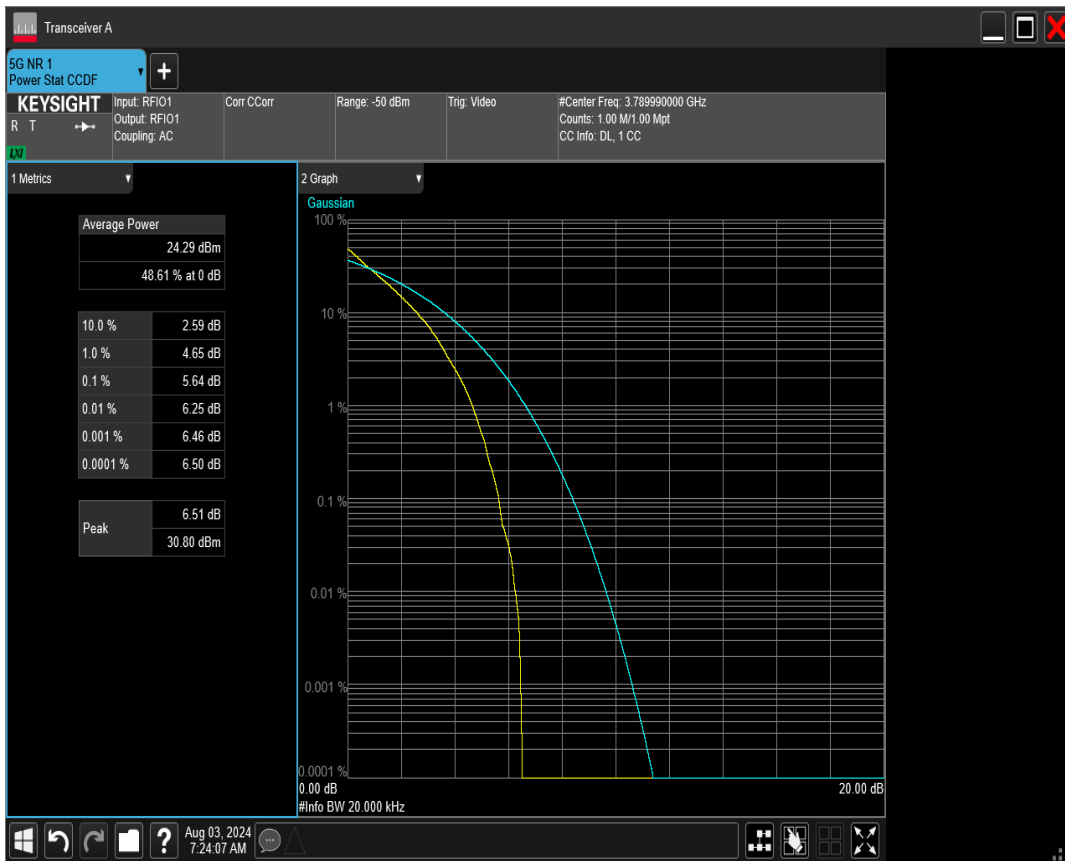 Transceiver A
5G NR 1
Power Stat CCDF
KEYSIGHT
R T
LXI
Input: RFIO1
Output: RFIO1
Coupling: AC
Corr CCorr
Range: -50 dBm
Trig: Video
#Center Freq: 3.789990000 GHz
Counts: 1.00 M/1.00 Mpt
CC Info: DL, 1 CC
1 Metrics
Average Power
24.29 dBm
48.61 % at 0 dB
10.0 % 2.59 dB
1.0 % 4.65 dB
0.1 % 5.64 dB
0.01 % 6.25 dB
0.001 % 6.46 dB
0.0001 % 6.50 dB
Peak 6.51 dB
30.80 dBm
2 Graph
Gaussian
100 %
10 %
1 %
0.1 %
0.01 %
0.001 %
0.0001 %
0.00 dB 20.00 dB
#Info BW 20.000 kHz
?
Aug 03, 2024
7:24:07 AM